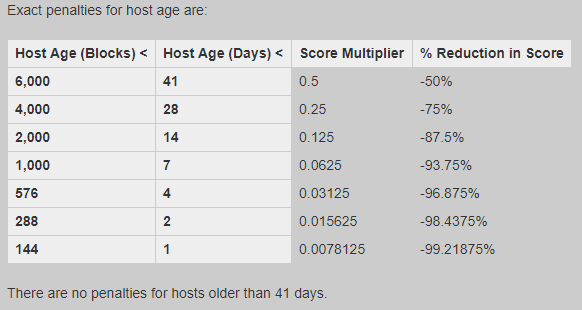 Exact penalties for host age are:
Host Age (Blocks) < Host Age (Days) < Score Multiplier % Reduction in Score
6,000 41 0.5 -50%
4,000 28 0.25 -75%
2,000 14 0.125 -87.5%
1,000 7 0.0625 -93.75%
576 4 0.03125 -96.875%
288 2 0.015625 -98.4375%
144 1 0.0078125 -99.21875%
There are no penalties for hosts older than 41 days.